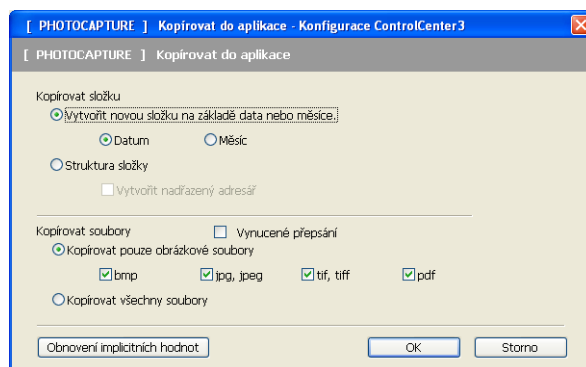 [ PHOTOCAPTURE ] Kopírovat do aplikace - Konfigurace ControlCenter3
[ PHOTOCAPTURE ] Kopírovat do aplikace
Kopírovat složku
Vytvořit novou složku na základě data nebo měsíce.
Datum Měsíc
Struktura složky
Vytvořit nadřazený adresář
Kopírovat soubory Vynucené přepsání
Kopírovat pouze obrázkové soubory
bmp jpg, jpeg tif, tiff pdf
Kopírovat všechny soubory
Obnovení implicitních hodnot OK Storno